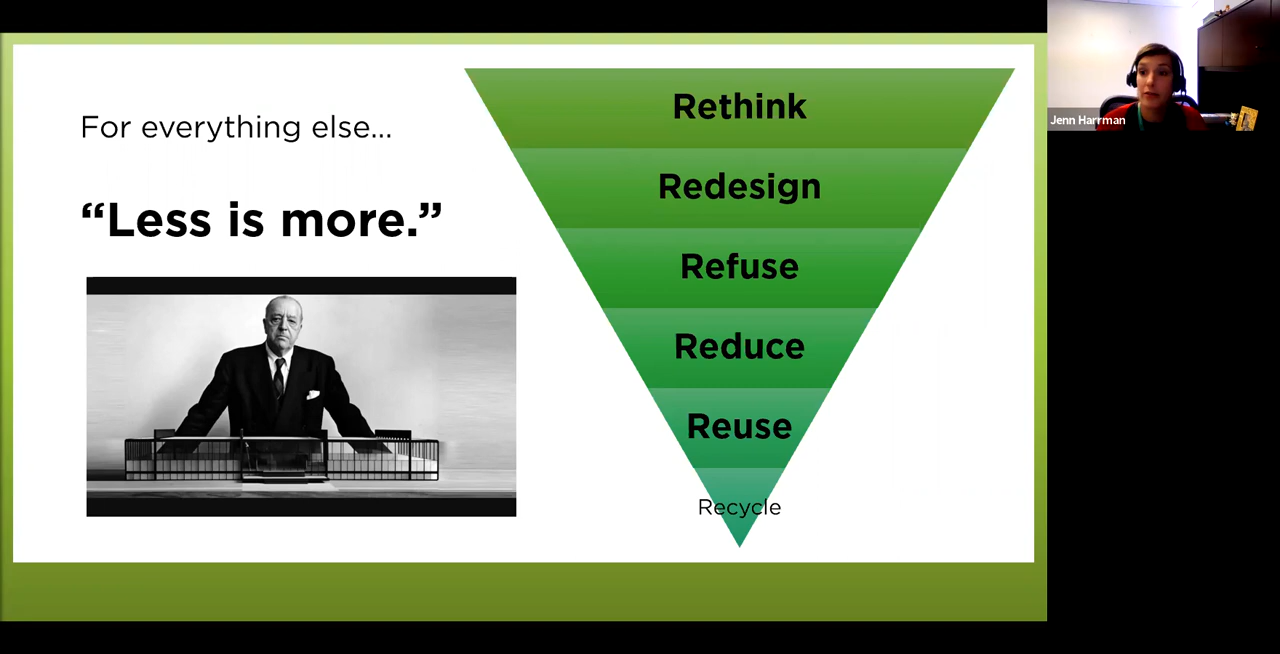 For everything else...
“Less is more.”
Rethink
Redesign
Refuse
Reduce
Reuse
Recycle
Jenn Harrman